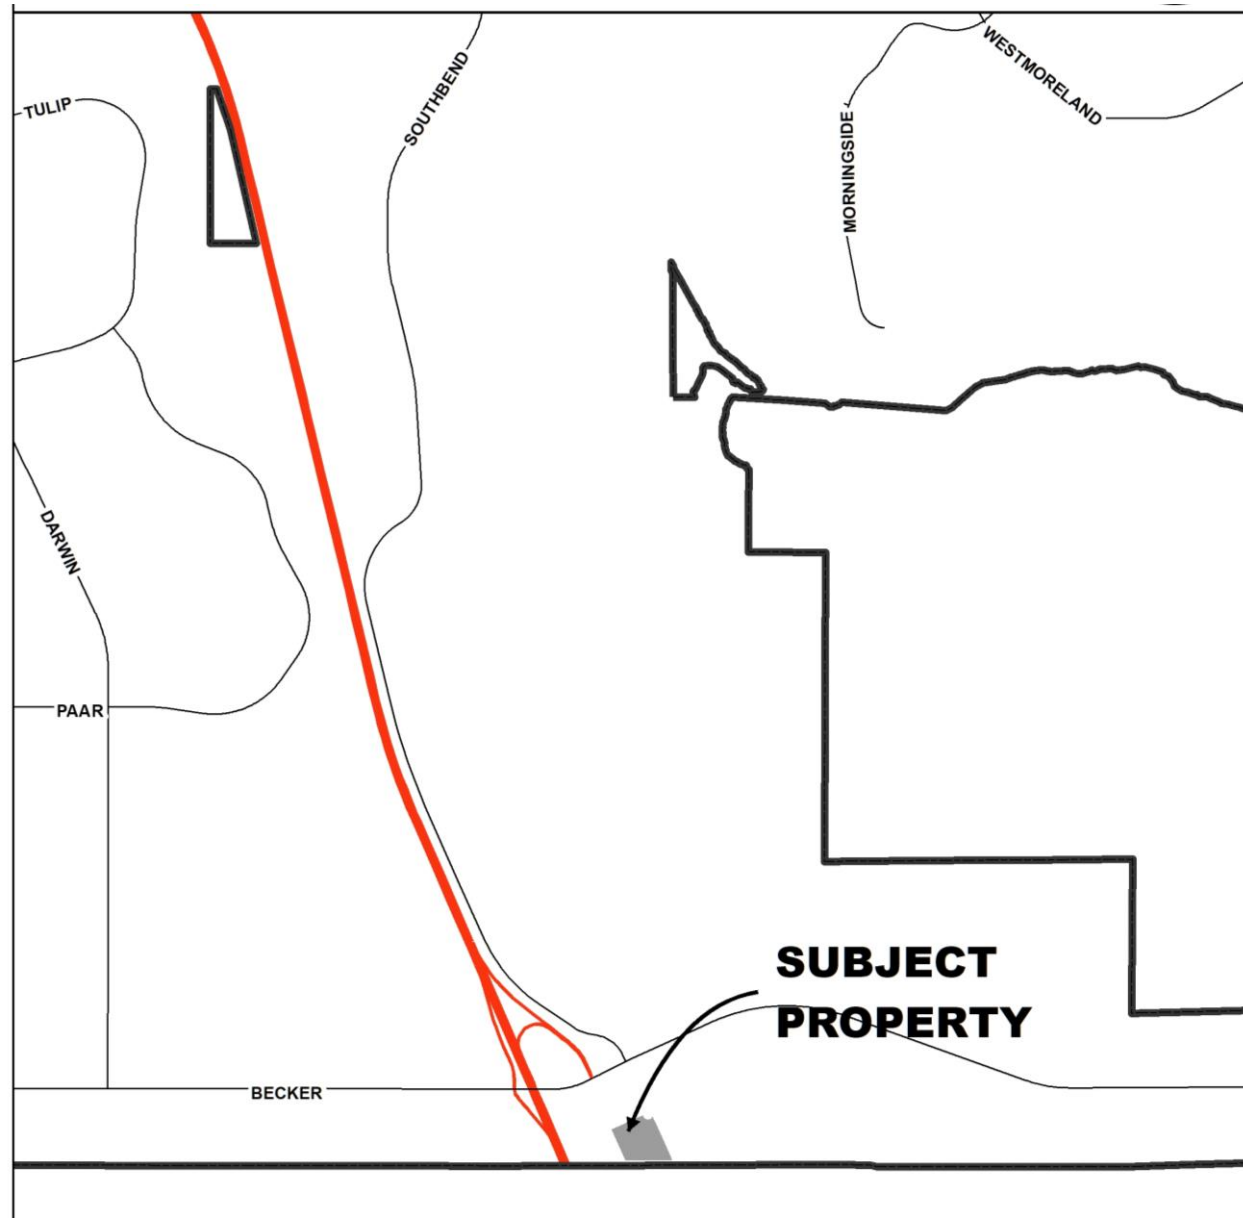 WESTMORELAND
SOUTHBEND
TULIP
MORNINGSIDE
DARWIN
PAAR
SUBJECT
PROPERTY
BECKER